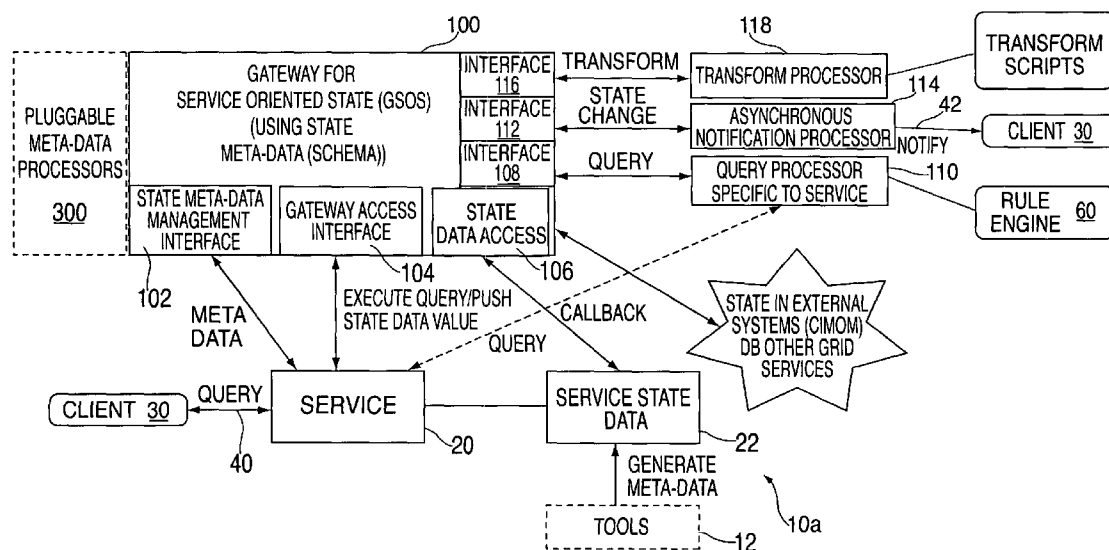 100
118
TRANSFORM
SCRIPTS
PLUGGABLE
META-DATA
PROCESSORS
300
GATEWAY FOR
SERVICE ORIENTED STATE (GSOS)
(USING STATE
META-DATA (SCHEMA))
INTERFACE
116
INTERFACE
112
INTERFACE
108
TRANSFORM
STATE
CHANGE
QUERY
TRANSFORM PROCESSOR
114
ASYNCHRONOUS
NOTIFICATION PROCESSOR
42
NOTIFY
CLIENT 30
QUERY PROCESSOR
SPECIFIC TO SERVICE
110
RULE
ENGINE 60
STATE META-DATA
MANAGEMENT
INTERFACE
102
GATEWAY ACCESS
INTERFACE
104
STATE
DATA ACCESS
106
META
DATA
EXECUTE QUERY/PUSH
STATE DATA VALUE
CALLBACK
QUERY
STATE IN EXTERNAL
SYSTEMS (CIMOM)
DB OTHER GRID
SERVICES
CLIENT 30
QUERY
40
SERVICE
20
SERVICE STATE
DATA
22
GENERATE
META-DATA
TOOLS
12
10a